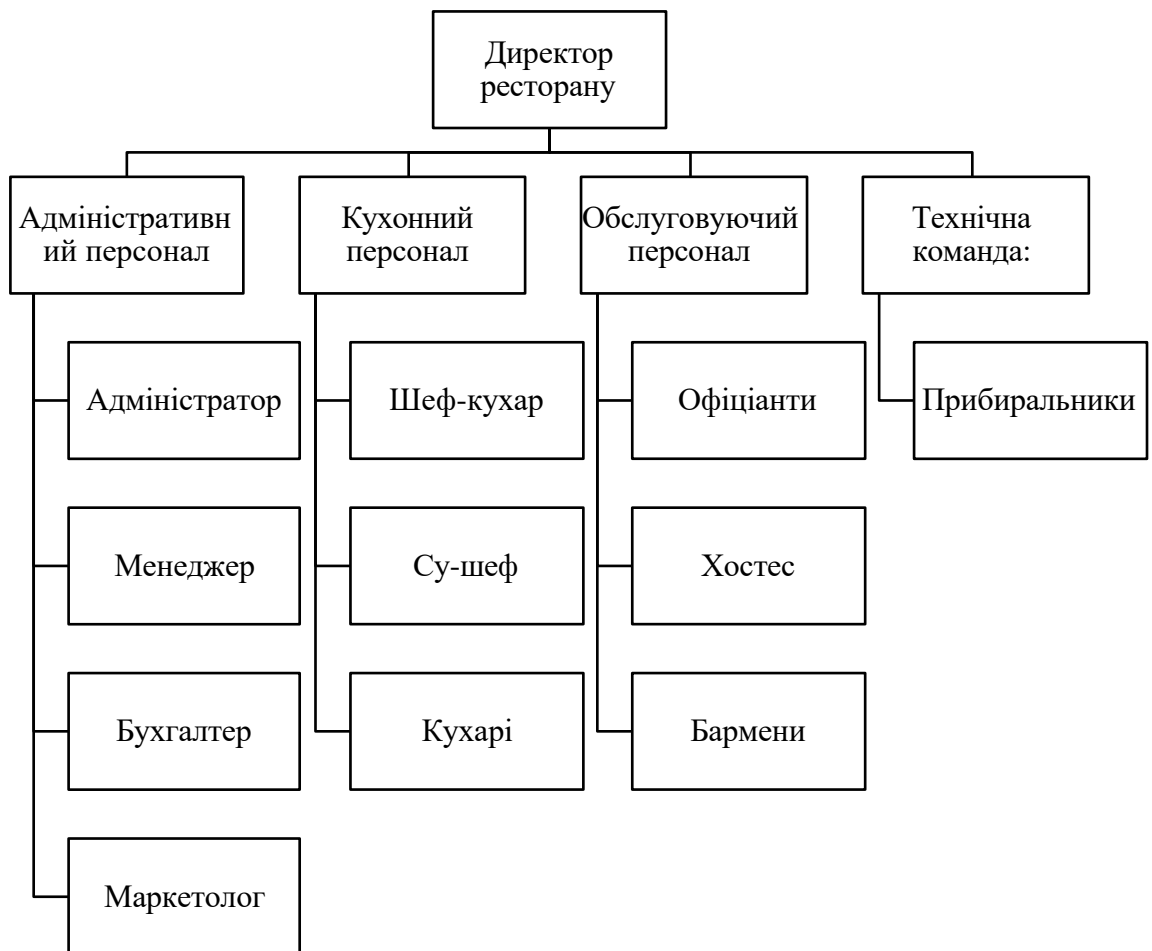 Директор
ресторану
Адміністративн
ий персонал
Кухонний
персонал
Обслуговуючий
персонал
Технічна
команда:
Адміністратор
Шеф-кухар
Офіціанти
Прибиральники
Менеджер
Су-шеф
Хостес
Бухгалтер
Кухарі
Бармени
Маркетолог